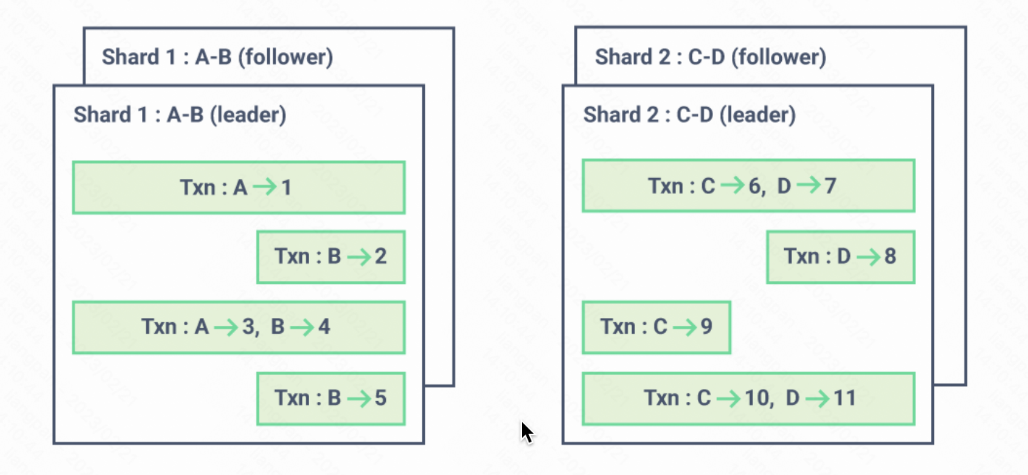 Shard 1 : A-B (follower)
Shard 1 : A-B (leader)
Txn : A → 1
Txn : B → 2
Txn : A → 3, B → 4
Txn : B → 5
Shard 2 : C-D (follower)
Shard 2 : C-D (leader)
Txn : C → 6, D → 7
Txn : D → 8
Txn : C → 9
Txn : C → 10, D → 11